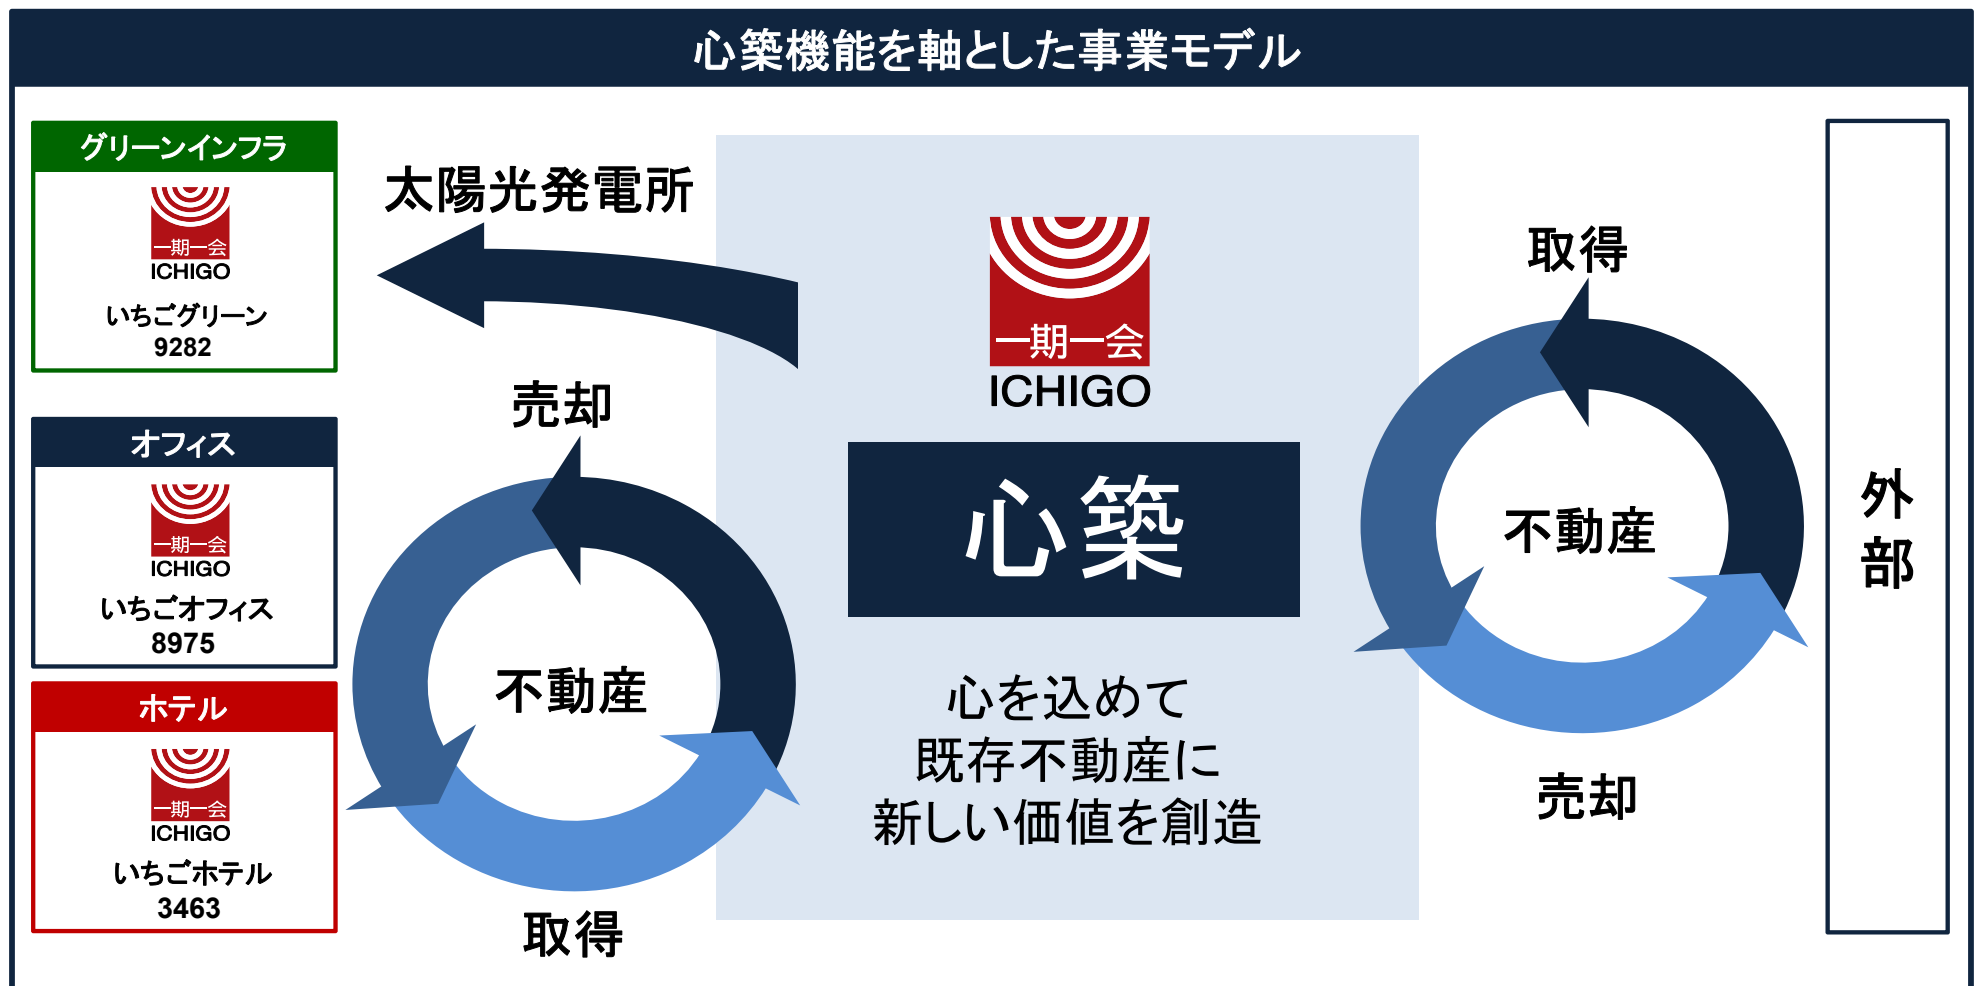 心築機能を軸とした事業モデル
グリーンインフラ
一期一会
ICHIGO
いちごグリーン
9282
オフィス
一期一会
ICHIGO
いちごオフィス
8975
ホテル
一期一会
ICHIGO
いちごホテル
3463
太陽光発電所
売却
不動産
取得
一期一会
ICHIGO
心築
心を込めて
既存不動産に
新しい価値を創造
取得
不動産
売却
外
部